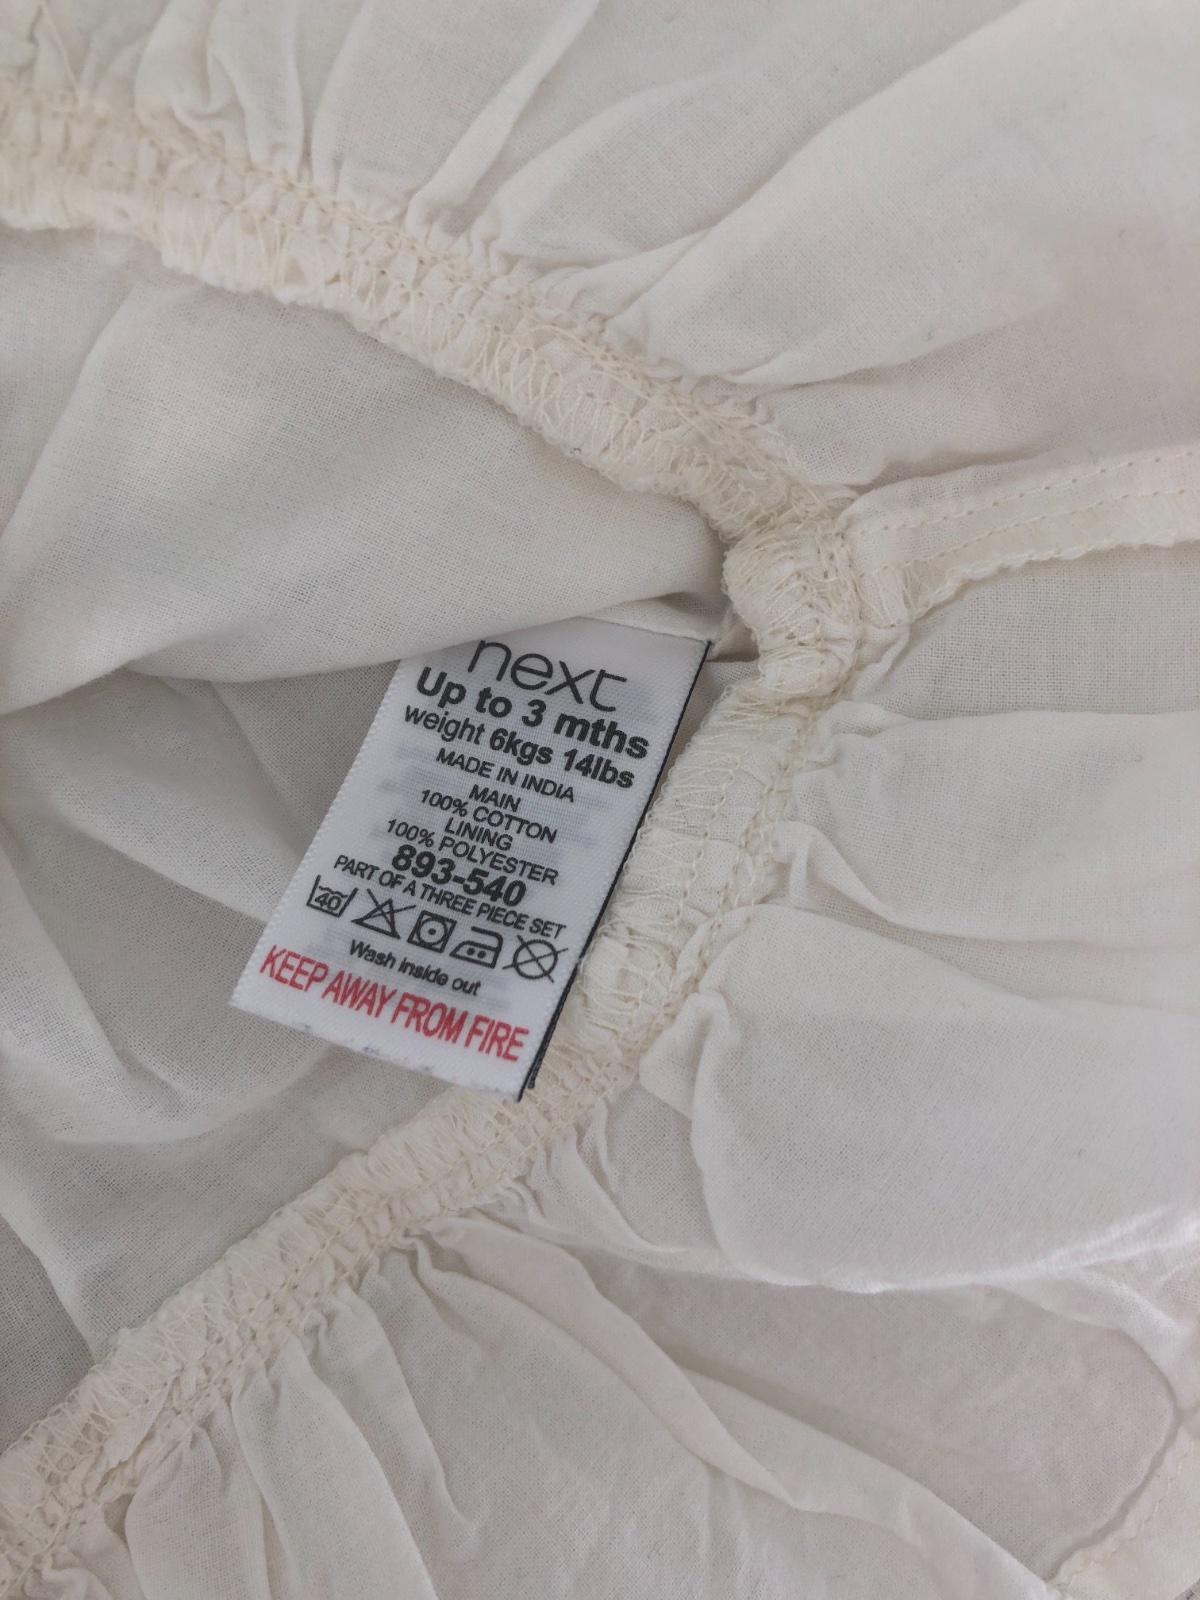 next
Up to 3 mths
weight 6kgs 14lbs
MADE IN INDIA
MAIN
100% COTTON
LINING
100% POLYESTER
893-540
PART OF A THREE PIECE SET
40
Wash inside out
KEEP AWAY FROM FIRE